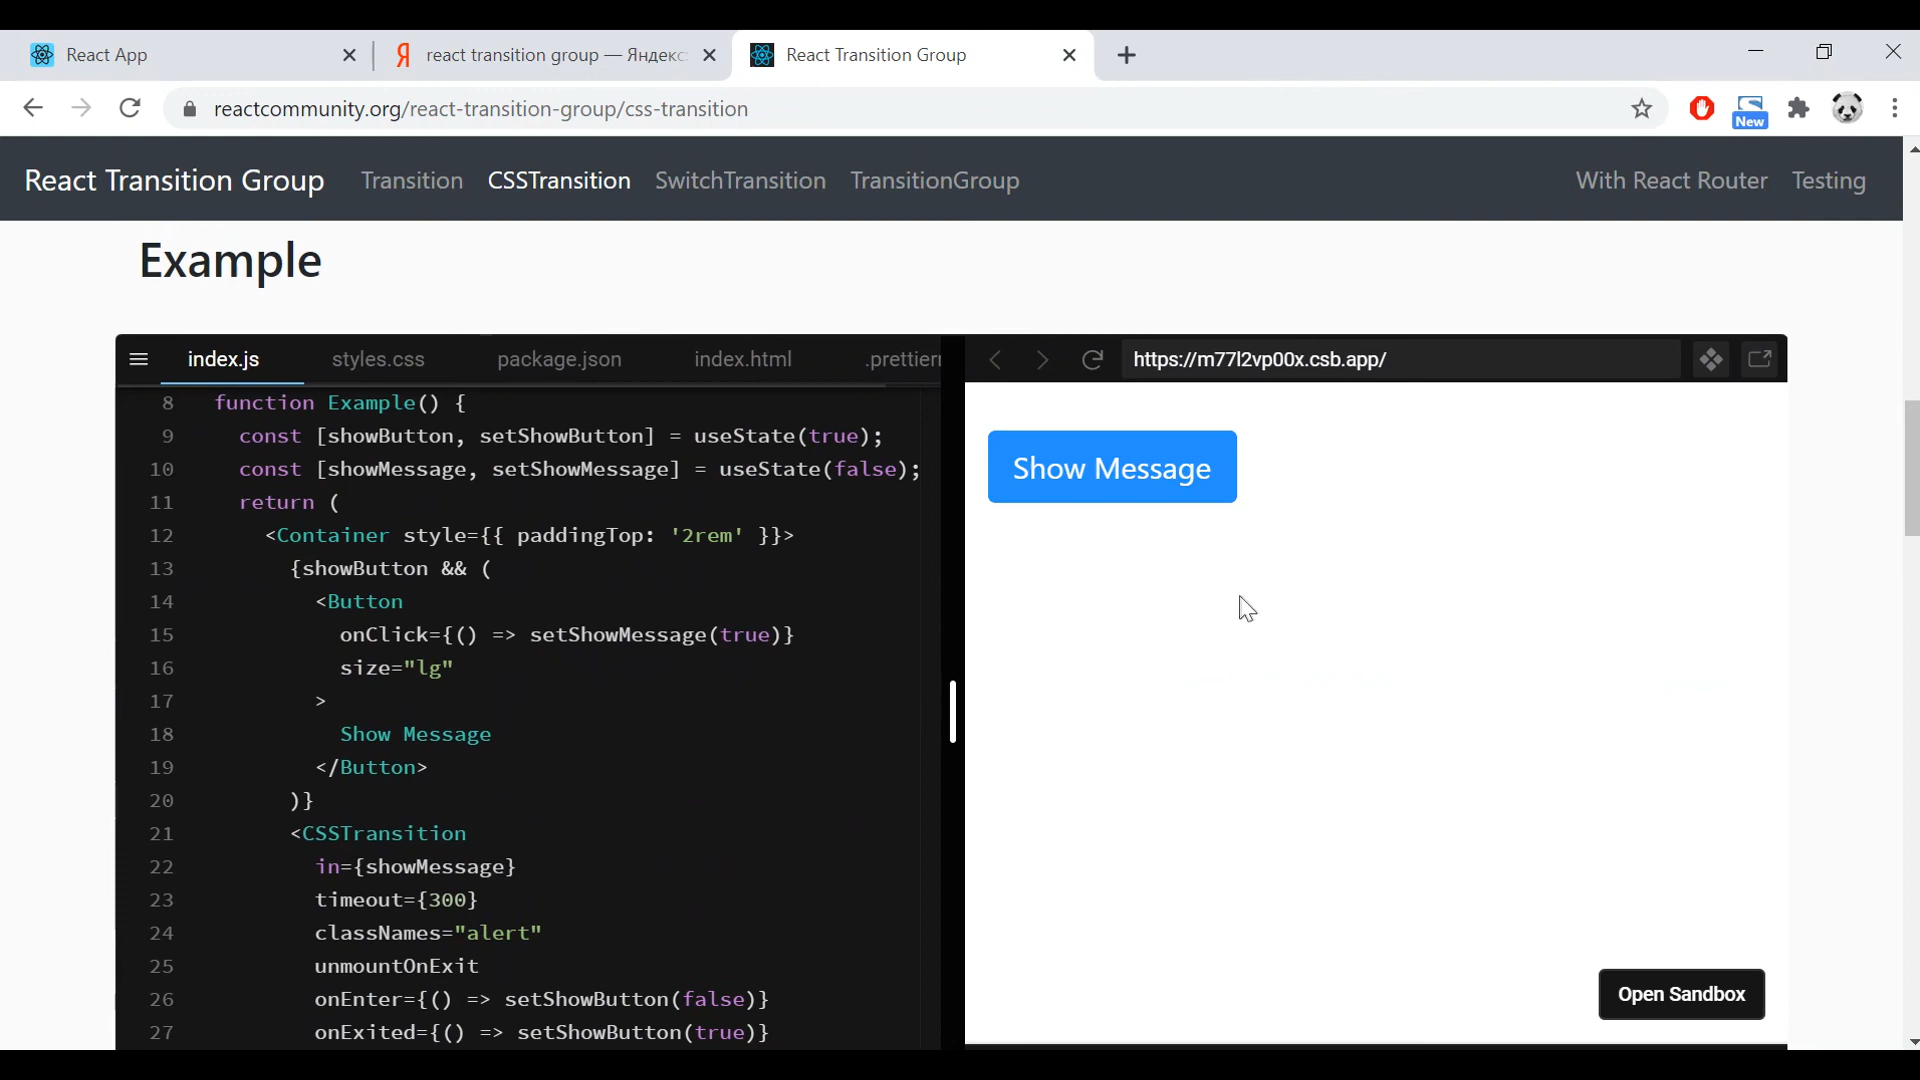 React App
react transition group — Яндекс:
React Transition Group
reactcommunity.org/react-transition-group/css-transition
New
React Transition Group
Transition
CSSTransition
SwitchTransition
TransitionGroup
With React Router
Testing
Example
index.js
styles.css
package.json
index.html
.prettierr
https://m77l2vp00x.csb.app/
8 function Example() {
9 const [showButton, setShowButton] = useState(true);
10 const [showMessage, setShowMessage] = useState(false);
11 return (
12 <Container style={{ paddingTop: '2rem' }}>
13 {showButton && (
14 <Button
15 onClick={() => setShowMessage(true)}
16 size="lg"
17 >
18 Show Message
19 </Button>
20 )}
21 <CSSTransition
22 in={showMessage}
23 timeout={300}
24 classNames="alert"
25 unmountOnExit
26 onEnter={() => setShowButton(false)}
27 onExited={() => setShowButton(true)}
Show Message
Open Sandbox